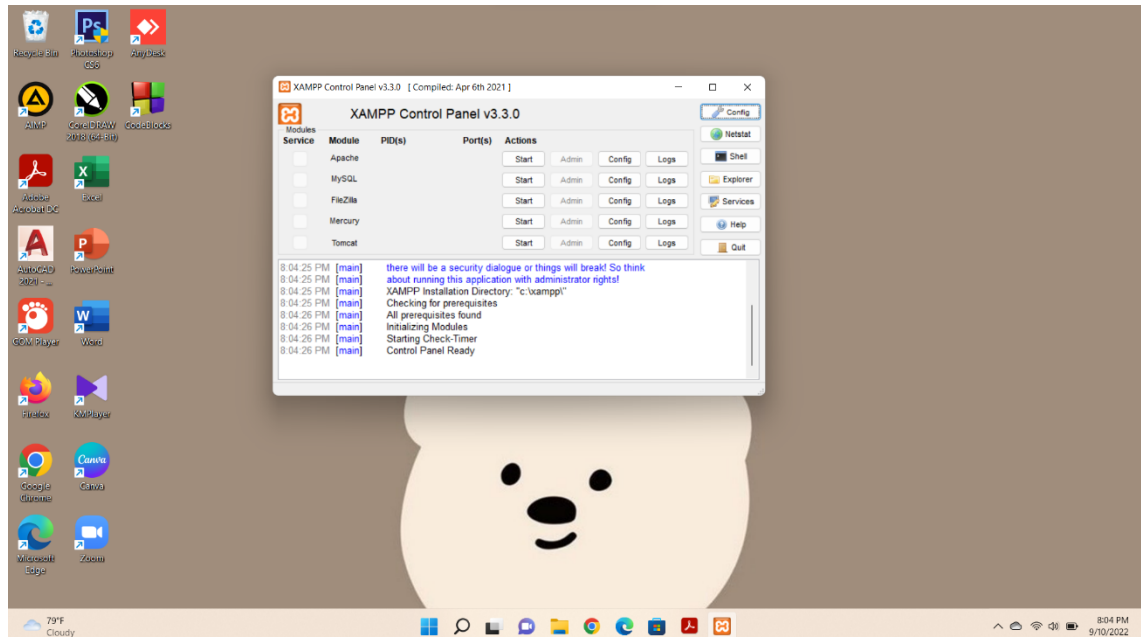 Recycle Bin
Photoshop
CS6
AnyDesk
AIMP
CorelDRAW
2018 (64-Bit)
CodeBlocks
Adobe
Acrobat DC
Excel
AutoCAD
2021 - ...
PowerPoint
GOM Player
Word
Firefox
KMPlayer
Google
Chrome
Canva
Microsoft
Edge
Zoom
XAMPP Control Panel v3.3.0 [ Compiled: Apr 6th 2021 ]
XAMPP Control Panel v3.3.0
Config
Modules
Netstat
Service Module PID(s) Port(s) Actions
Apache Start Admin Config Logs Shell
MySQL Start Admin Config Logs Explorer
FileZilla Start Admin Config Logs Services
Mercury Start Admin Config Logs Help
Tomcat Start Admin Config Logs Quit
8:04:25 PM [main] there will be a security dialogue or things will break! So think
8:04:25 PM [main] about running this application with administrator rights!
8:04:25 PM [main] XAMPP Installation Directory: "c:\xampp\"
8:04:25 PM [main] Checking for prerequisites
8:04:26 PM [main] All prerequisites found
8:04:26 PM [main] Initializing Modules
8:04:26 PM [main] Starting Check-Timer
8:04:26 PM [main] Control Panel Ready
79°F
Cloudy
8:04 PM
9/10/2022